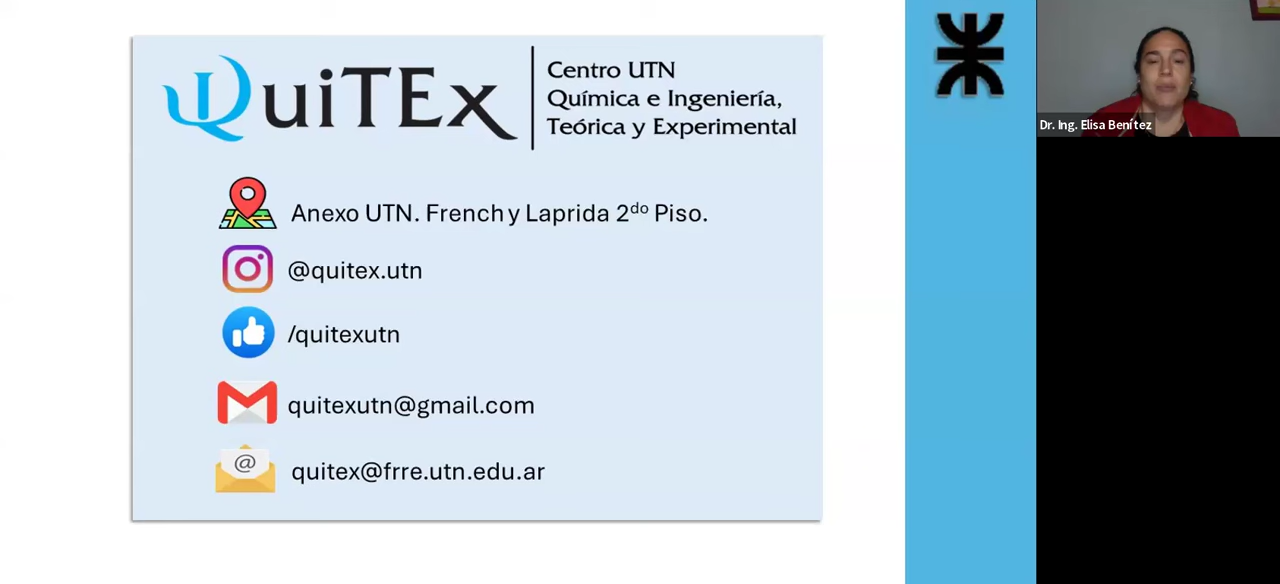 QuiTEx
Centro UTN
Química e Ingeniería,
Teórica y Experimental
Anexo UTN. French y Laprida 2do Piso.
@quitex.utn
/quitexutn
quitexutn@gmail.com
@
quitex@frre.utn.edu.ar
Dr. Ing. Elisa Benítez